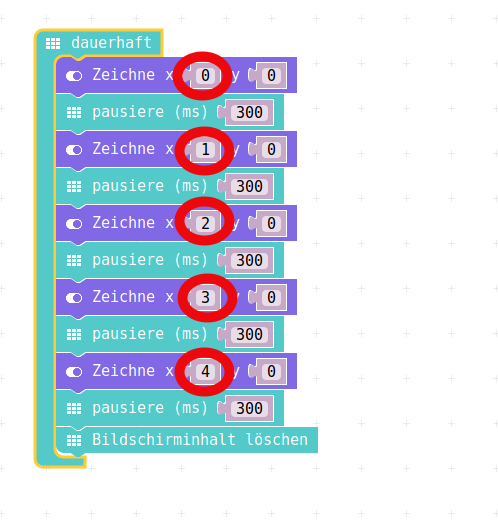 dauerhaft
Zeichne x 0 y 0
pausiere (ms) 300
Zeichne x 1 y 0
pausiere (ms) 300
Zeichne x 2 y 0
pausiere (ms) 300
Zeichne x 3 y 0
pausiere (ms) 300
Zeichne x 4 y 0
pausiere (ms) 300
Bildschirminhalt löschen